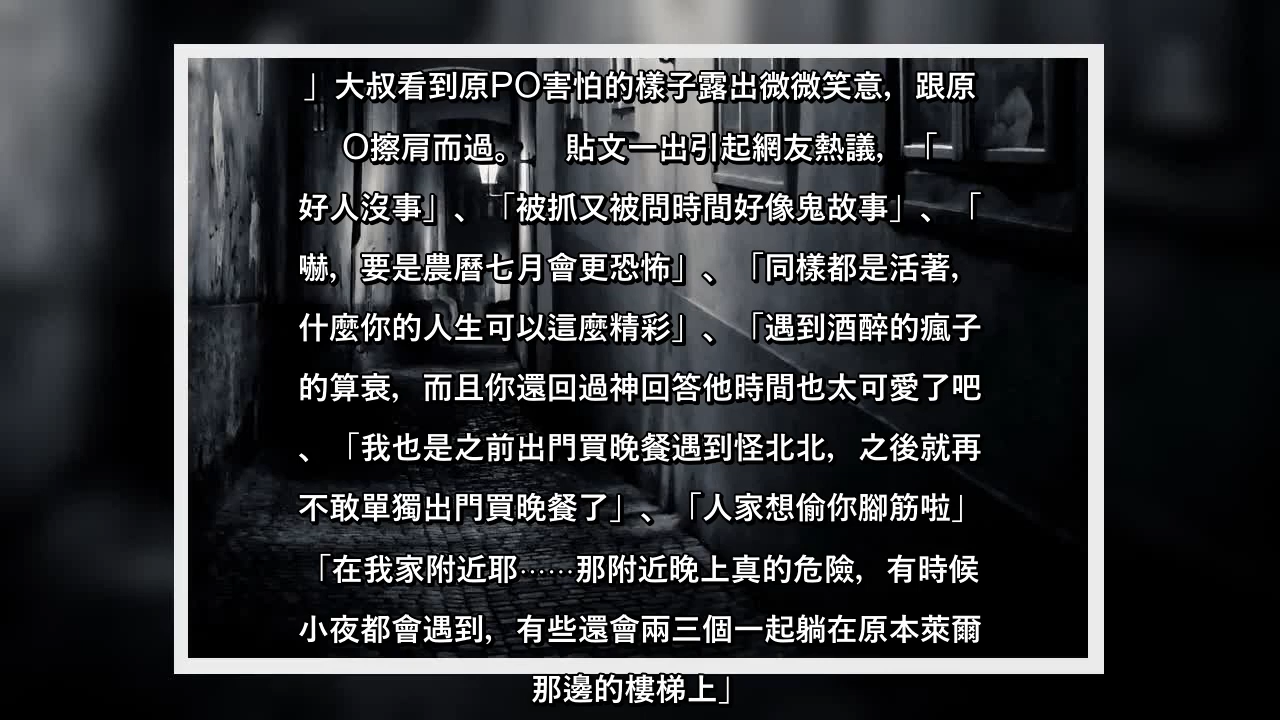 」大叔看到原PO害怕的樣子露出微微笑意，跟原
O擦肩而過。 貼文一出引起網友熱議，「
好人沒事」、「被抓又被問時間好像鬼故事」、「
嚇，要是農曆七月會更恐怖」、「同樣都是活著，
什麼你的人生可以這麼精彩」、「遇到酒醉的瘋子
的算衰，而且你還回過神回答他時間也太可愛了吧
、「我也是之前出門買晚餐遇到怪北北，之後就再
不敢單獨出門買晚餐了」、「人家想偷你腳筋啦」
「在我家附近耶……那附近晚上真的危險，有時候
小夜都會遇到，有些還會兩三個一起躺在原本萊爾
那邊的樓梯上」